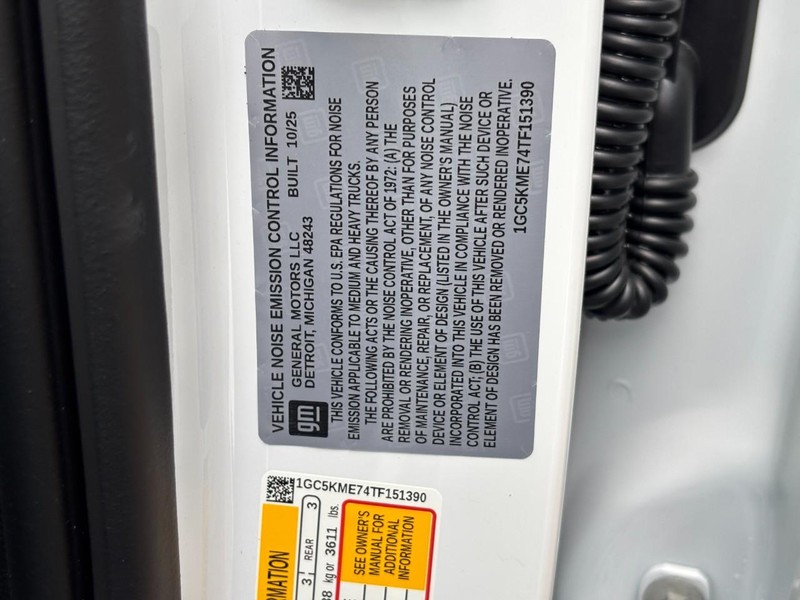 VEHICLE NOISE EMISSION CONTROL INFORMATION
gm
GENERAL MOTORS LLC BUILT 10/25
DETROIT, MICHIGAN 48243
THIS VEHICLE CONFORMS TO U.S. EPA REGULATIONS FOR NOISE
EMISSION APPLICABLE TO MEDIUM AND HEAVY TRUCKS.
THE FOLLOWING ACTS OR THE CAUSING THEREOF BY ANY PERSON
ARE PROHIBITED BY THE NOISE CONTROL ACT OF 1972: (A) THE
REMOVAL OR RENDERING INOPERATIVE, OTHER THAN FOR PURPOSES
OF MAINTENANCE, REPAIR, OR REPLACEMENT, OF ANY NOISE CONTROL
DEVICE OR ELEMENT OF DESIGN (LISTED IN THE OWNER'S MANUAL)
INCORPORATED INTO THIS VEHICLE IN COMPLIANCE WITH THE NOISE
CONTROL ACT; (B) THE USE OF THIS VEHICLE AFTER SUCH DEVICE OR
ELEMENT OF DESIGN HAS BEEN REMOVED OR RENDERED INOPERATIVE.
1GC5KME74TF151390
1GC5KME74TF151390
REAR 3
3
kg or 3611 lbs.
SEE OWNER'S
MANUAL FOR
ADDITIONAL
INFORMATION